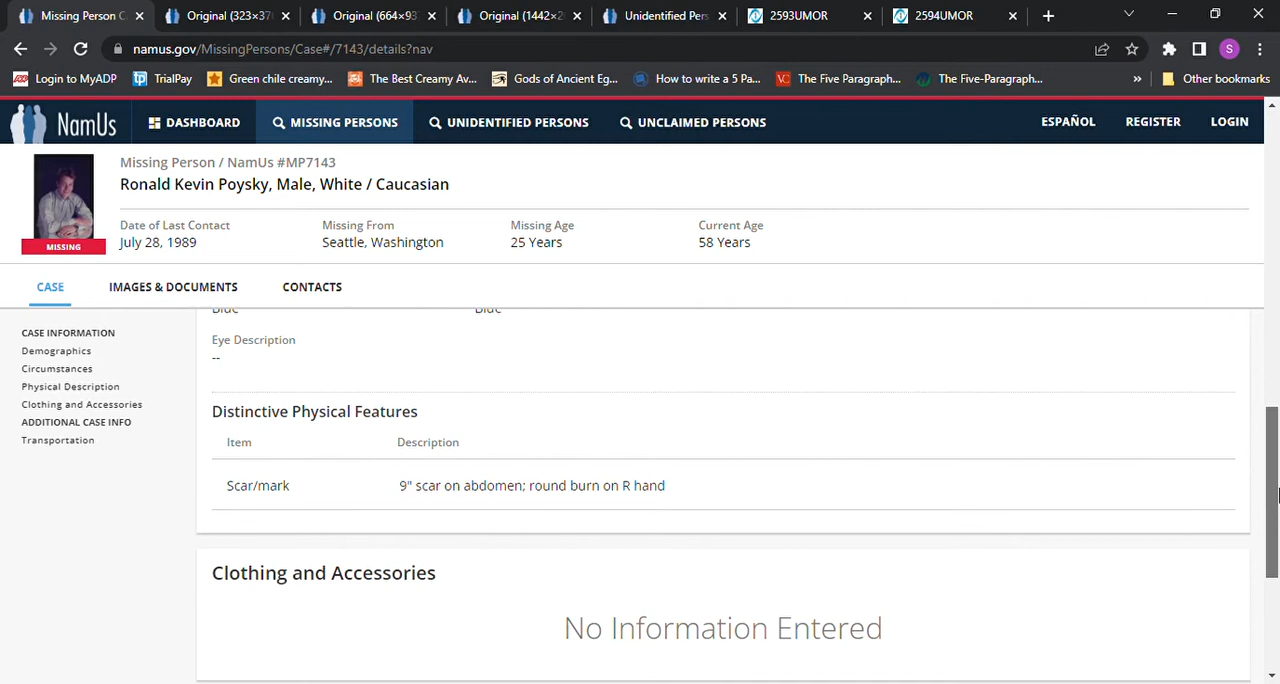 Missing Person C
Original (323×37
Original (664×93
Original (1442×2
Unidentified Pers
2593UMOR
2594UMOR
namus.gov/MissingPersons/Case#/7143/details?nav
S
Login to MyADP
TrialPay
Green chile creamy...
The Best Creamy Av...
Gods of Ancient Eg...
How to write a 5 Pa...
VC The Five Paragraph...
The Five-Paragraph...
»
Other bookmarks
NamUs
DASHBOARD
MISSING PERSONS
UNIDENTIFIED PERSONS
UNCLAIMED PERSONS
ESPAÑOL
REGISTER
LOGIN
MISSING
Missing Person / NamUs #MP7143
Ronald Kevin Poysky, Male, White / Caucasian
Date of Last Contact
July 28, 1989
Missing From
Seattle, Washington
Missing Age
25 Years
Current Age
58 Years
CASE
IMAGES & DOCUMENTS
CONTACTS
CASE INFORMATION
Demographics
Circumstances
Physical Description
Clothing and Accessories
ADDITIONAL CASE INFO
Transportation
Blue Blue
Eye Description
--
Distinctive Physical Features
Item Description
Scar/mark 9" scar on abdomen; round burn on R hand
Clothing and Accessories
No Information Entered